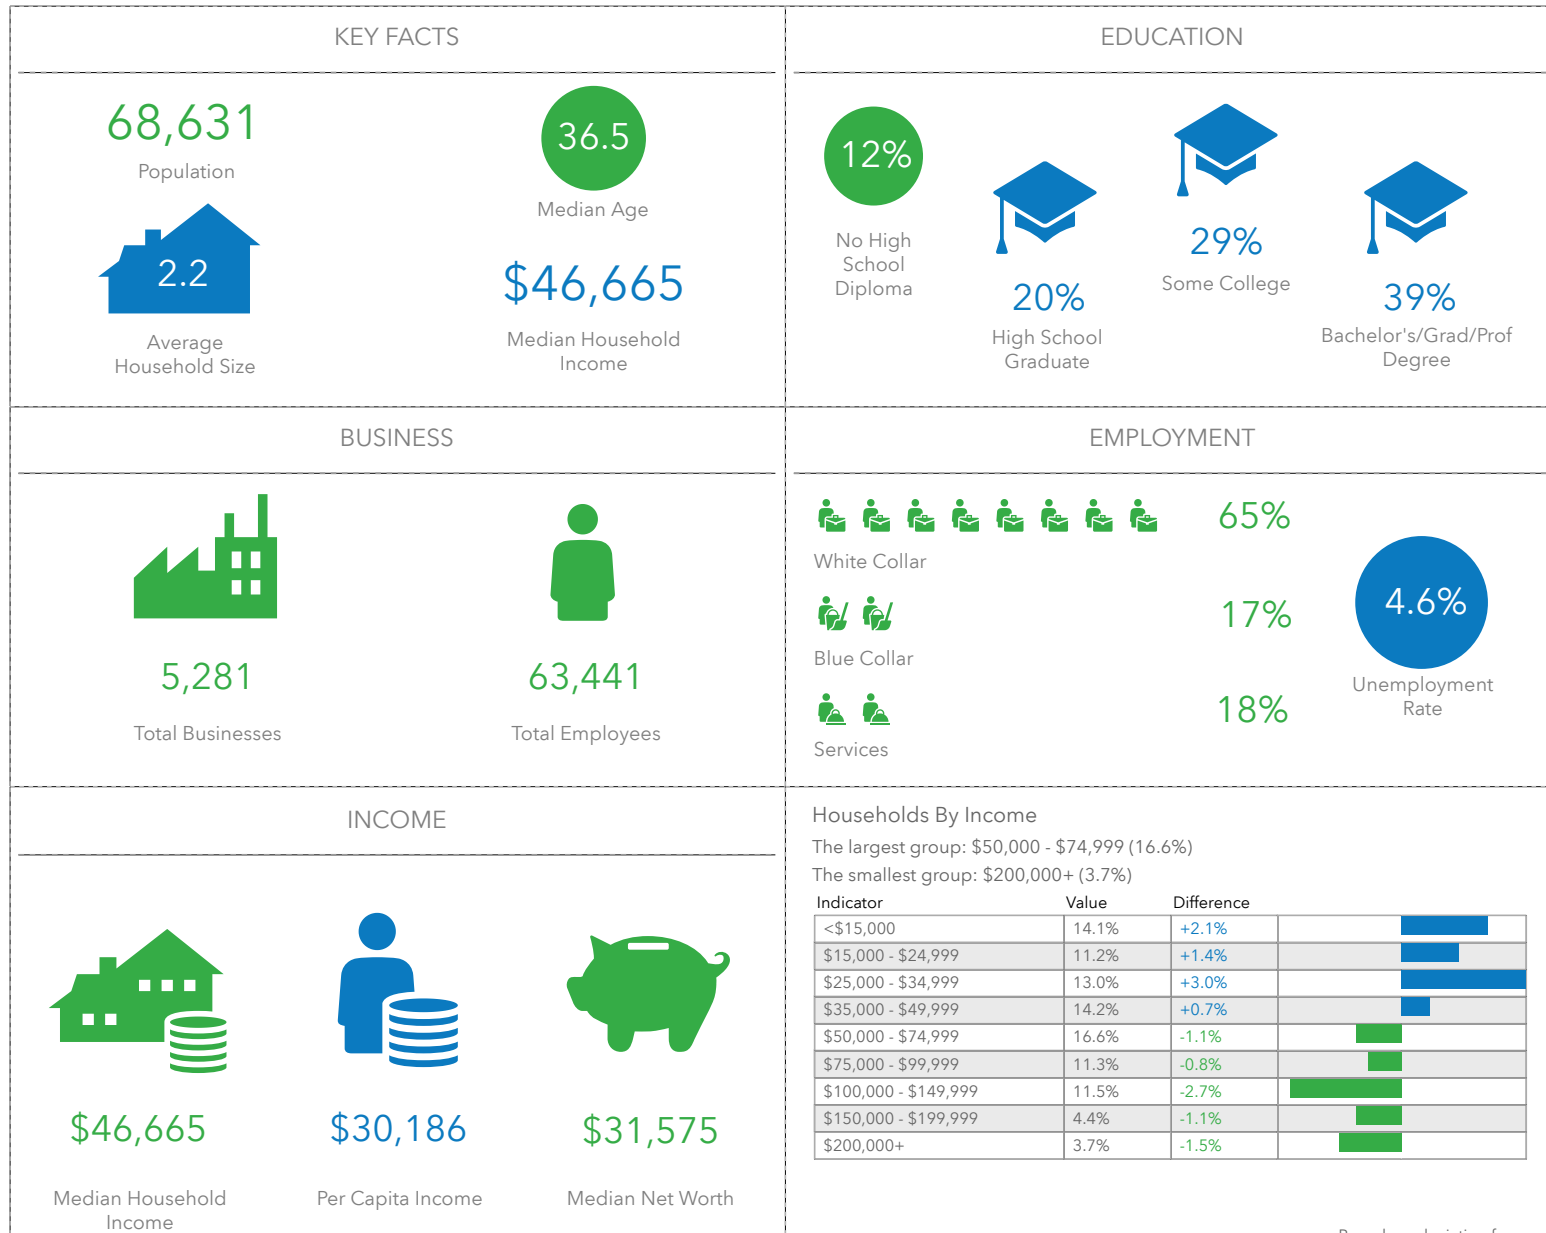 KEY FACTS
68,631
Population
36.5
Median Age
2.2
Average
Household Size
$46,665
Median Household
Income
EDUCATION
12%
No High
School
Diploma
20%
High School
Graduate
29%
Some College
39%
Bachelor's/Grad/Prof
Degree
BUSINESS
5,281
Total Businesses
63,441
Total Employees
EMPLOYMENT
65%
White Collar
17%
Blue Collar
18%
Services
4.6%
Unemployment
Rate
INCOME
$46,665
Median Household
Income
$30,186
Per Capita Income
$31,575
Median Net Worth
Households By Income
The largest group: $50,000 - $74,999 (16.6%)
The smallest group: $200,000+ (3.7%)
Indicator Value Difference
<$15,000 14.1% +2.1%
$15,000 - $24,999 11.2% +1.4%
$25,000 - $34,999 13.0% +3.0%
$35,000 - $49,999 14.2% +0.7%
$50,000 - $74,999 16.6% -1.1%
$75,000 - $99,999 11.3% -0.8%
$100,000 - $149,999 11.5% -2.7%
$150,000 - $199,999 4.4% -1.1%
$200,000+ 3.7% -1.5%